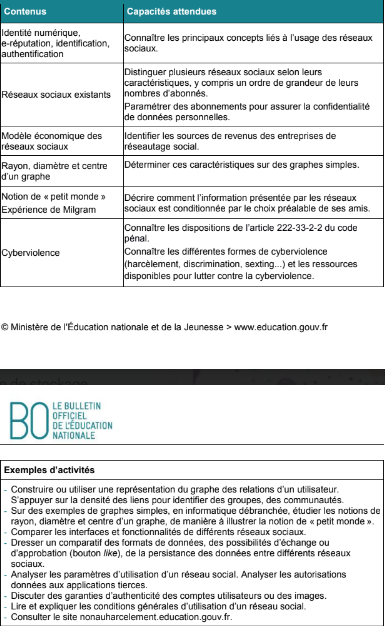 Contenus Capacités attendues
Identité numérique,
e-réputation, identification,
authentification
Connaître les principaux concepts liés à l'usage des réseaux
sociaux.
Réseaux sociaux existants
Distinguer plusieurs réseaux sociaux selon leurs
caractéristiques, y compris un ordre de grandeur de leurs
nombres d'abonnés.
Paramétrer des abonnements pour assurer la confidentialité
de données personnelles.
Modèle économique des
réseaux sociaux
Identifier les sources de revenus des entreprises de
réseautage social.
Rayon, diamètre et centre
d'un graphe
Déterminer ces caractéristiques sur des graphes simples.
Notion de « petit monde »
Expérience de Milgram
Décrire comment l'information présentée par les réseaux
sociaux est conditionnée par le choix préalable de ses amis.
Cyberviolence
Connaître les dispositions de l'article 222-33-2-2 du code
pénal.
Connaître les différentes formes de cyberviolence
(harcèlement, discrimination, sexting...) et les ressources
disponibles pour lutter contre la cyberviolence.
© Ministère de l'Éducation nationale et de la Jeunesse > www.education.gouv.fr
BO LE BULLETIN
OFFICIEL
DE L'ÉDUCATION
NATIONALE
Exemples d'activités
- Construire ou utiliser une représentation du graphe des relations d'un utilisateur.
S'appuyer sur la densité des liens pour identifier des groupes, des communautés.
- Sur des exemples de graphes simples, en informatique débranchée, étudier les notions de
rayon, diamètre et centre d'un graphe, de manière à illustrer la notion de « petit monde ».
- Comparer les interfaces et fonctionnalités de différents réseaux sociaux.
- Dresser un comparatif des formats de données, des possibilités d'échange ou
d'approbation (bouton like), de la persistance des données entre différents réseaux
sociaux.
- Analyser les paramètres d'utilisation d'un réseau social. Analyser les autorisations
données aux applications tierces.
- Discuter des garanties d'authenticité des comptes utilisateurs ou des images.
- Lire et expliquer les conditions générales d'utilisation d'un réseau social.
- Consulter le site nonauharcelement.education.gouv.fr.